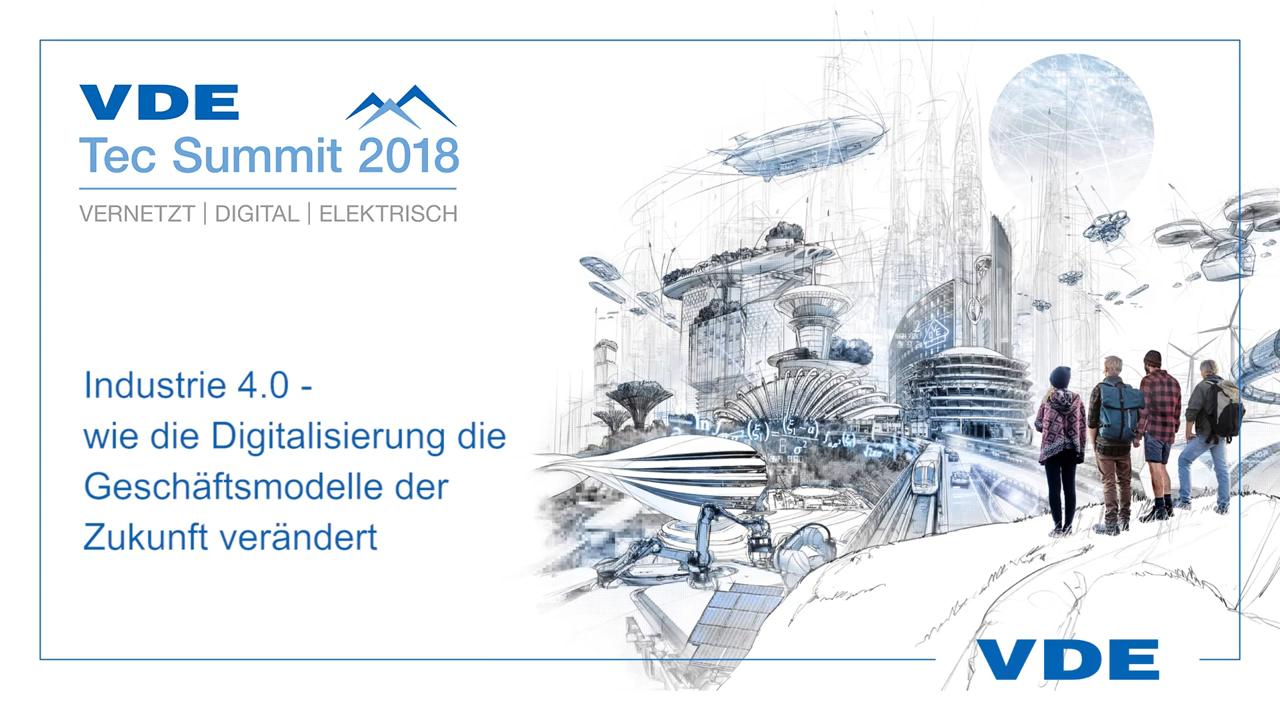 VDE
Tec Summit 2018
VERNETZT | DIGITAL | ELEKTRISCH
Industrie 4.0 -
wie die Digitalisierung die
Geschäftsmodelle der
Zukunft verändert
VDE